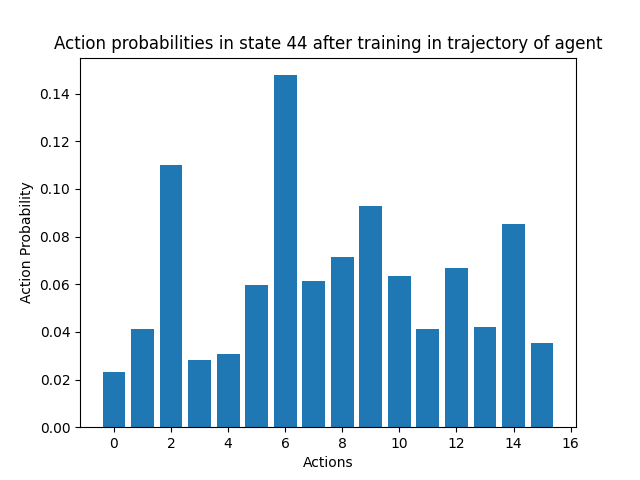 Action probabilities in state 44 after training in trajectory of agent
0.14
0.12
0.10
0.08
0.06
0.04
0.02
0.00
Action Probability
0 2 4 6 8 10 12 14 16
Actions